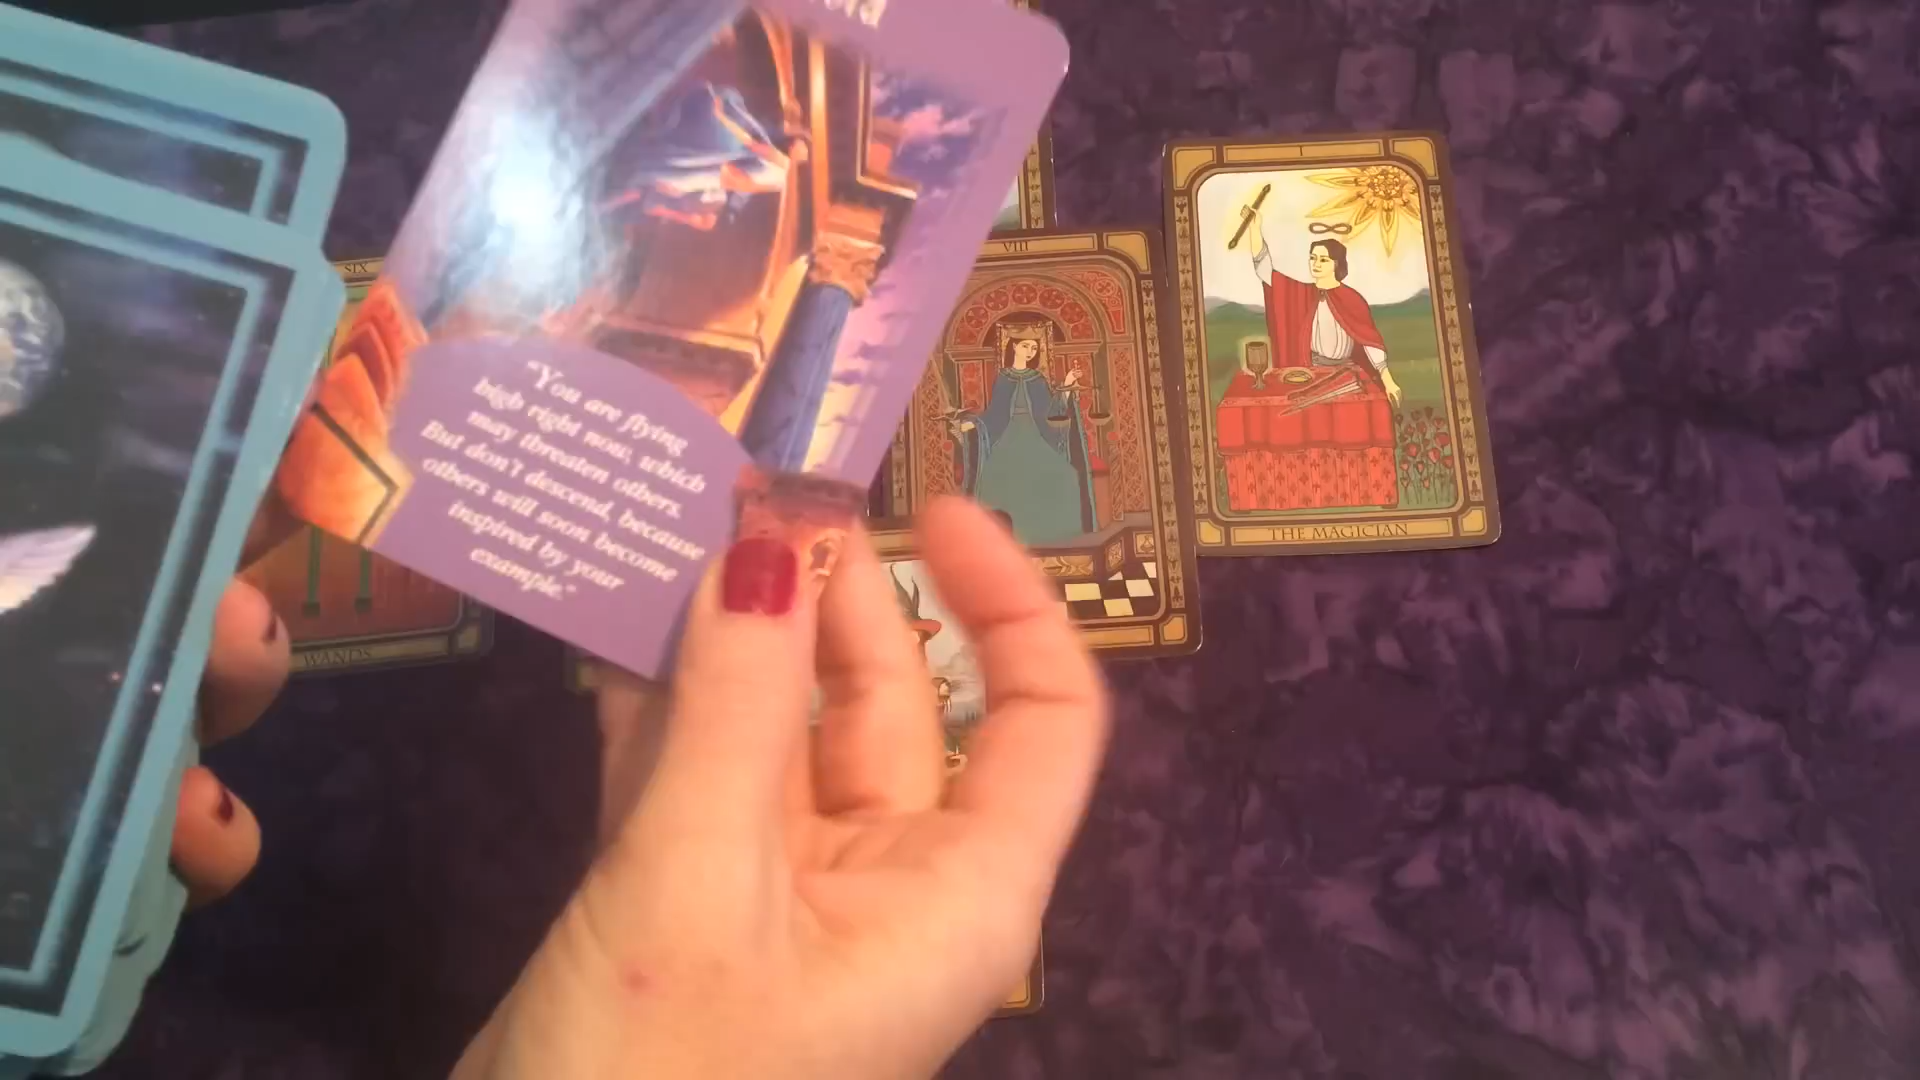 I
VIII
SIX
"You are flying
high right now, which
may threaten others.
But don't descend, because
others will soon become
inspired by your
example."
THE MAGICIAN
WANDS